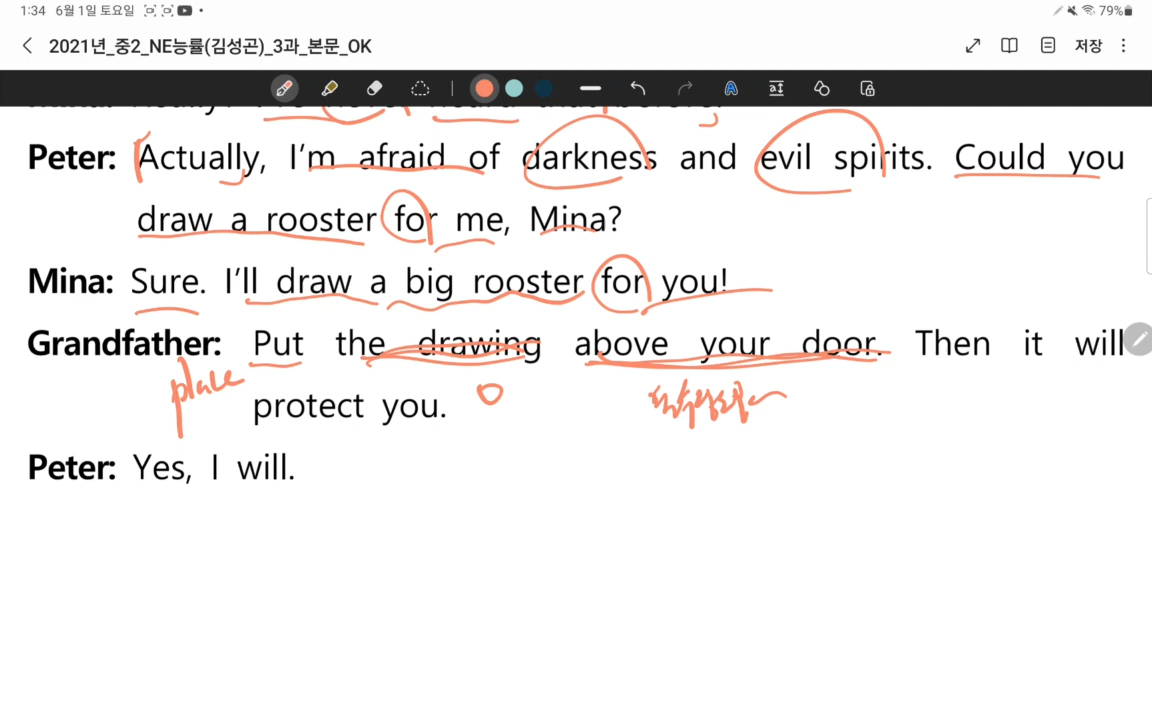 1:34 6월 1일 토요일 79%
2021년_중2_NE능률(김성곤)_3과_본문_OK 저장
Peter: Actually, I'm afraid of darkness and evil spirits. Could you
draw a rooster for me, Mina?
Mina: Sure. I'll draw a big rooster for you!
Grandfather: Put the drawing above your door. Then it will
place
protect you.
Peter: Yes, I will.